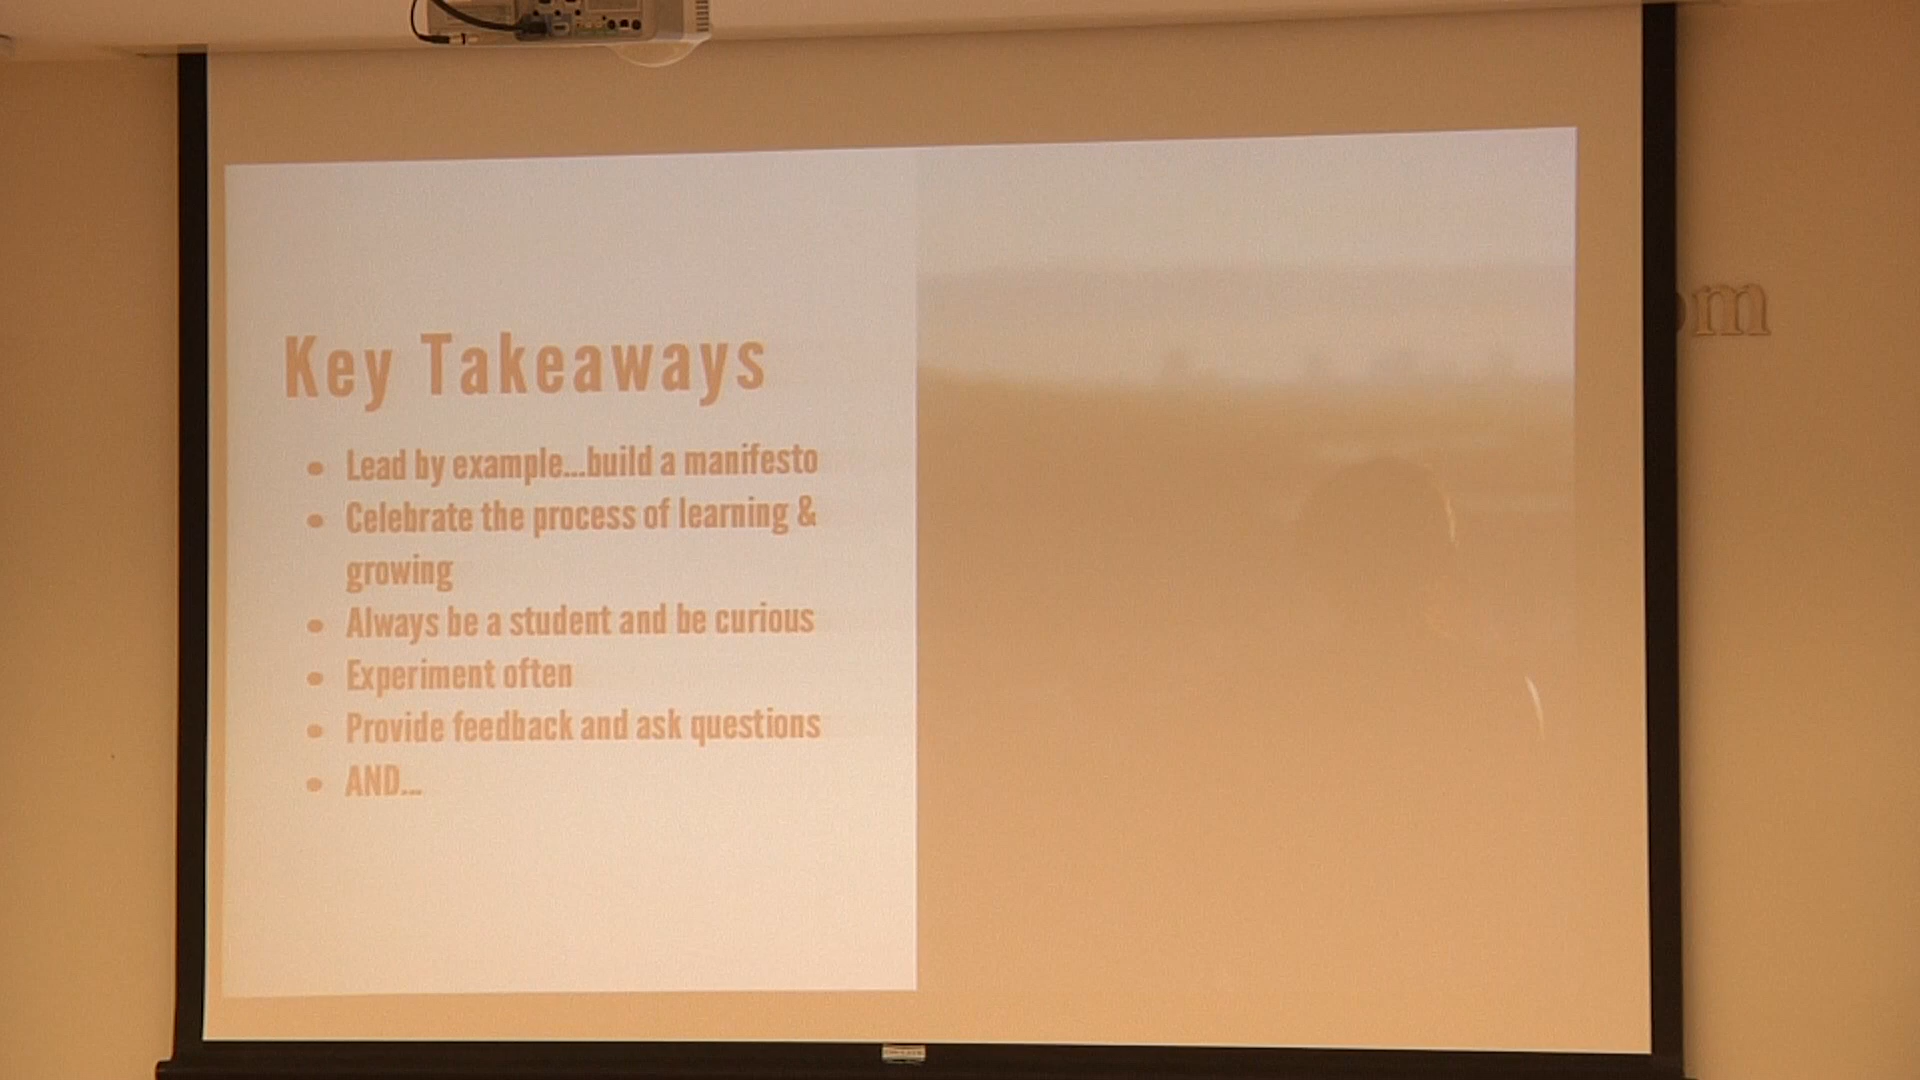 Key Takeaways
• Lead by example...build a manifesto
• Celebrate the process of learning &
growing
• Always be a student and be curious
• Experiment often
• Provide feedback and ask questions
• AND...
om